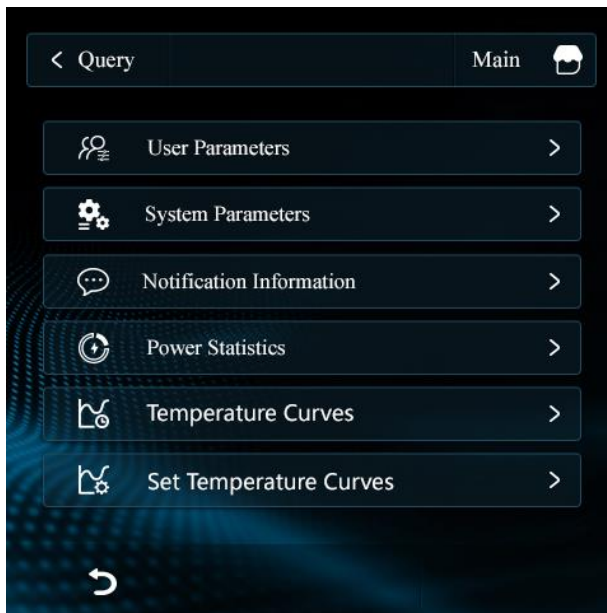 Query
Main
User Parameters
System Parameters
Notification Information
Power Statistics
Temperature Curves
Set Temperature Curves